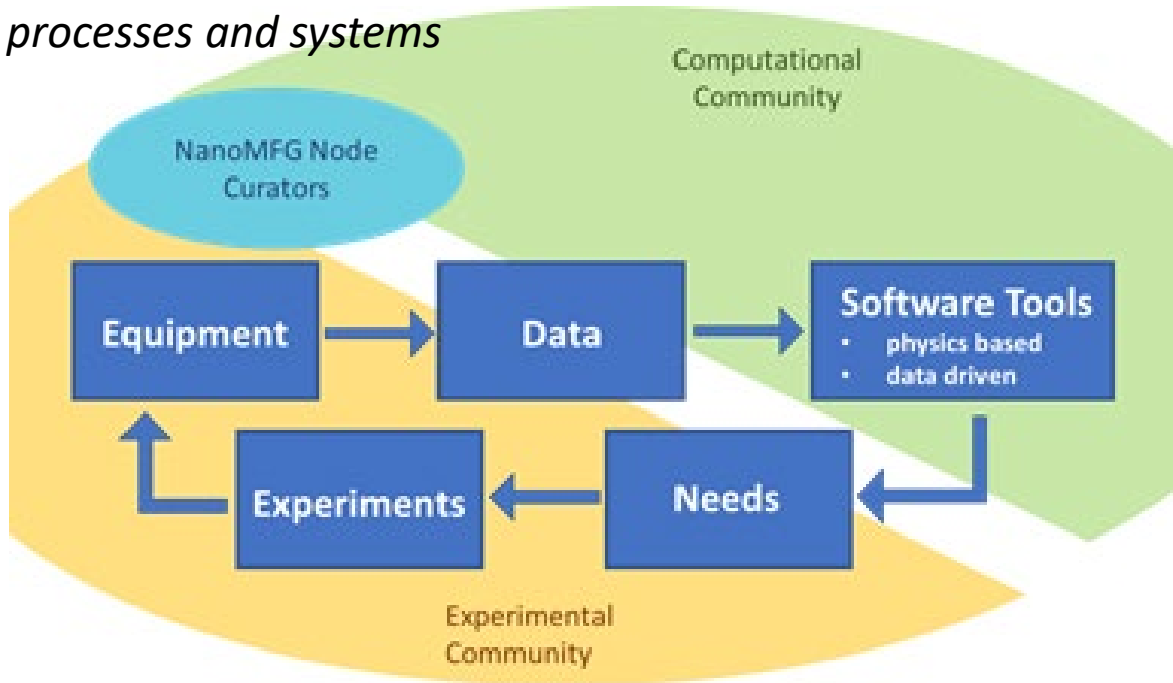 processes and systems
Computational
Community
NanoMFG Node
Curators
Equipment
Data
Software Tools
• physics based
• data driven
Experiments
Needs
Experimental
Community